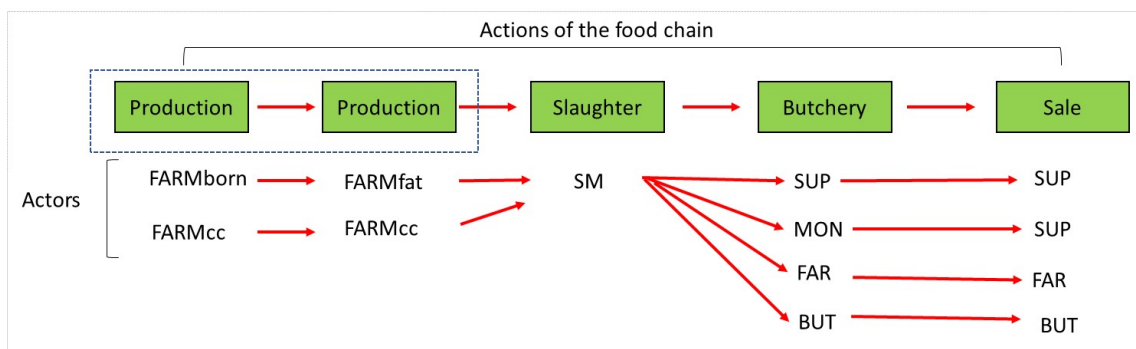 Actions of the food chain
Production Production Slaughter Butchery Sale
FARMborn FARMfat SM SUP SUP
Actors
FARMcc FARMcc MON SUP
FAR FAR
BUT BUT